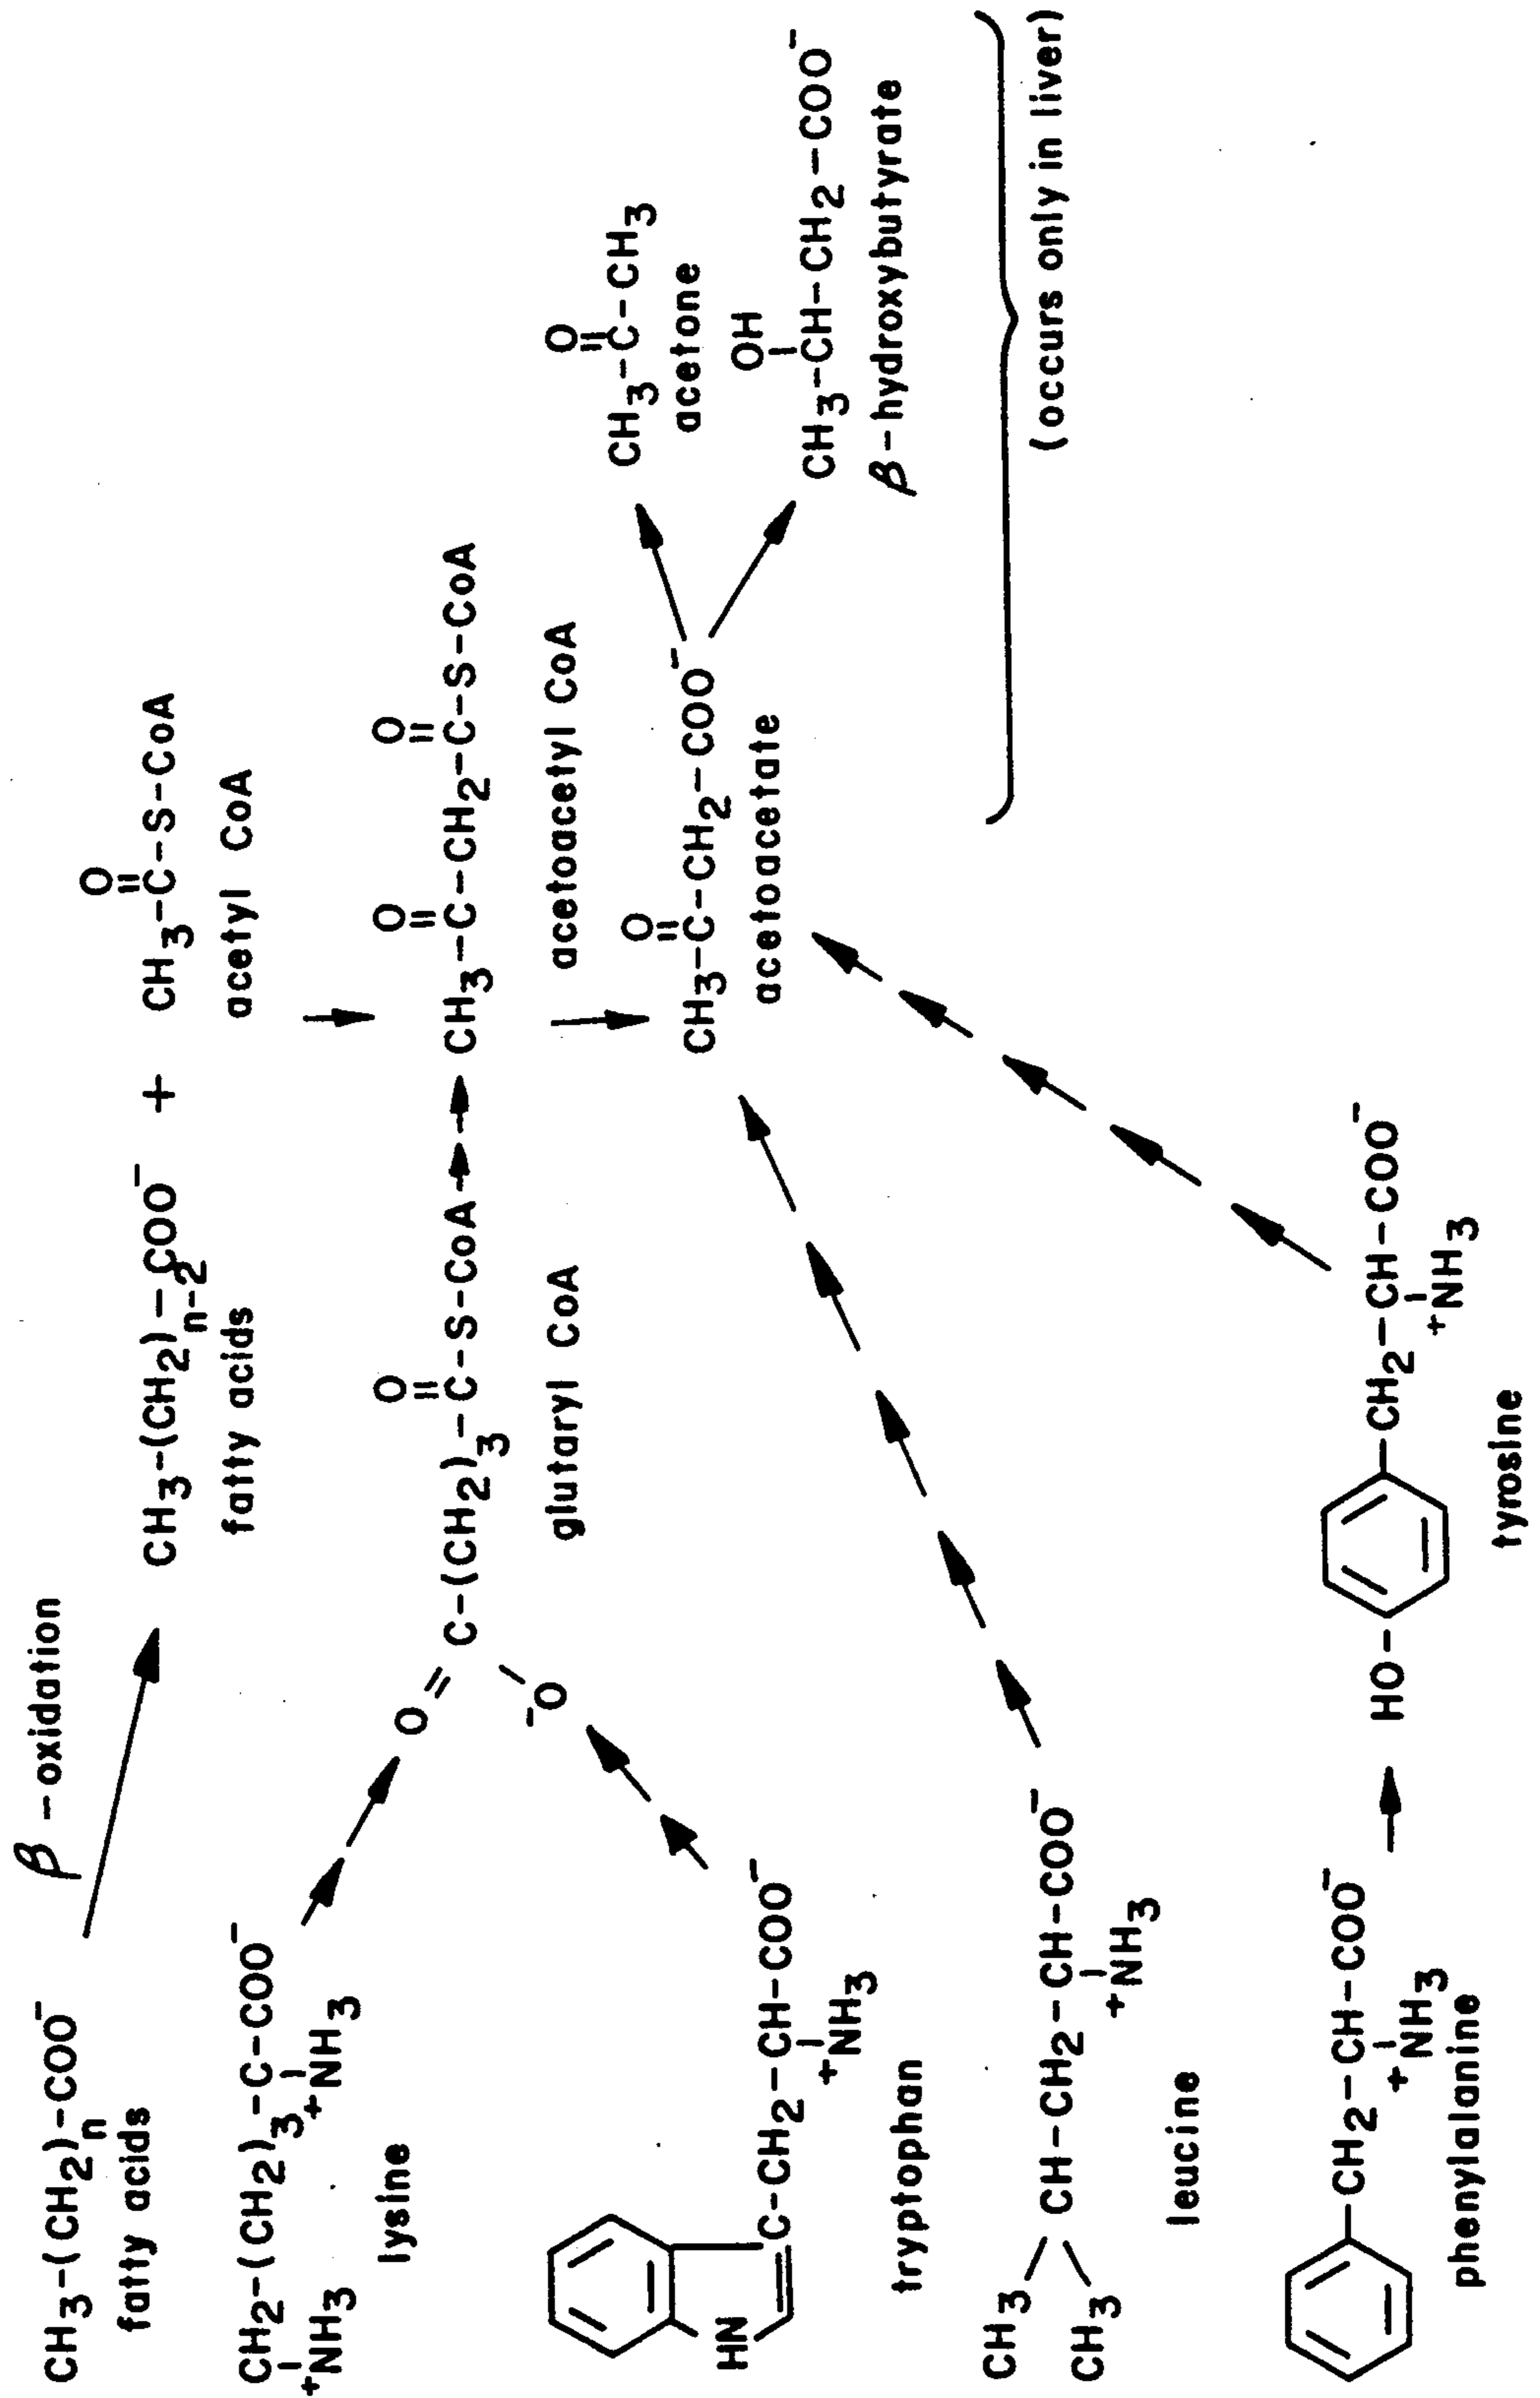 β-oxidation
CH3-(CH2)n-COO-
fatty acids
CH3-(CH2)n-2-COO- + CH3-C-S-CoA
O
fatty acids
acetyl CoA
CH2-(CH2)3-C-COO-
+NH3 +NH3
lysine
O O O
C-(CH2)3-C-S-CoA
-O
glutaryl CoA
O
CH3-C-CH2-C-S-CoA
acetoacetyl CoA
C-CH2-CH-COO-
HN
+NH3
tryptophan
O
CH3-C-CH2-COO-
acetoacetate
O
CH3-C-CH3
acetone
OH
CH3-CH-CH2-COO-
β-hydroxybutyrate
(occurs only in liver)
CH3
CH-CH2-CH-COO-
CH3
+NH3
leucine
CH2-CH-COO-
+NH3
phenylalanine
HO- CH2-CH-COO-
+NH3
tyrosine